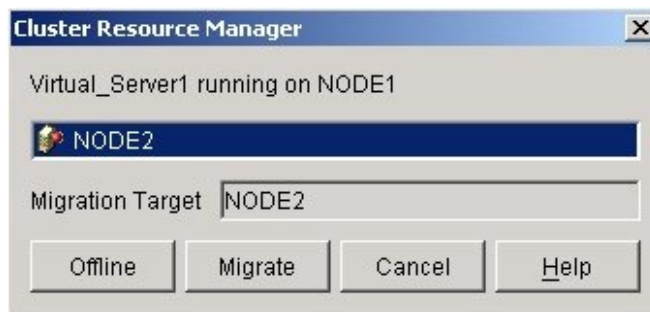 Cluster Resource Manager
Virtual_Server1 running on NODE1
NODE2
Migration Target NODE2
Offline Migrate Cancel Help